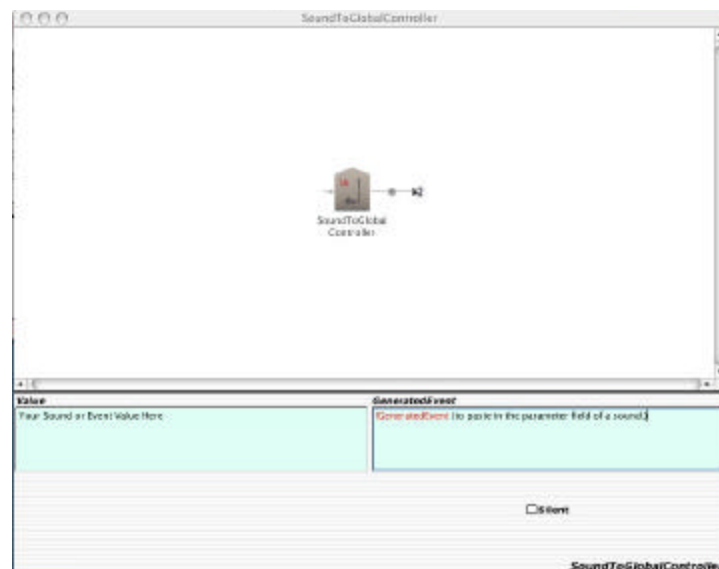 SoundToGlobalController
SoundToGlobal
Controller
Value
GeneratedEvent
Your Sound or Event Value Here
!GeneratedEvent (to paste in the parameter field of a sound)
Silent
SoundToGlobalController